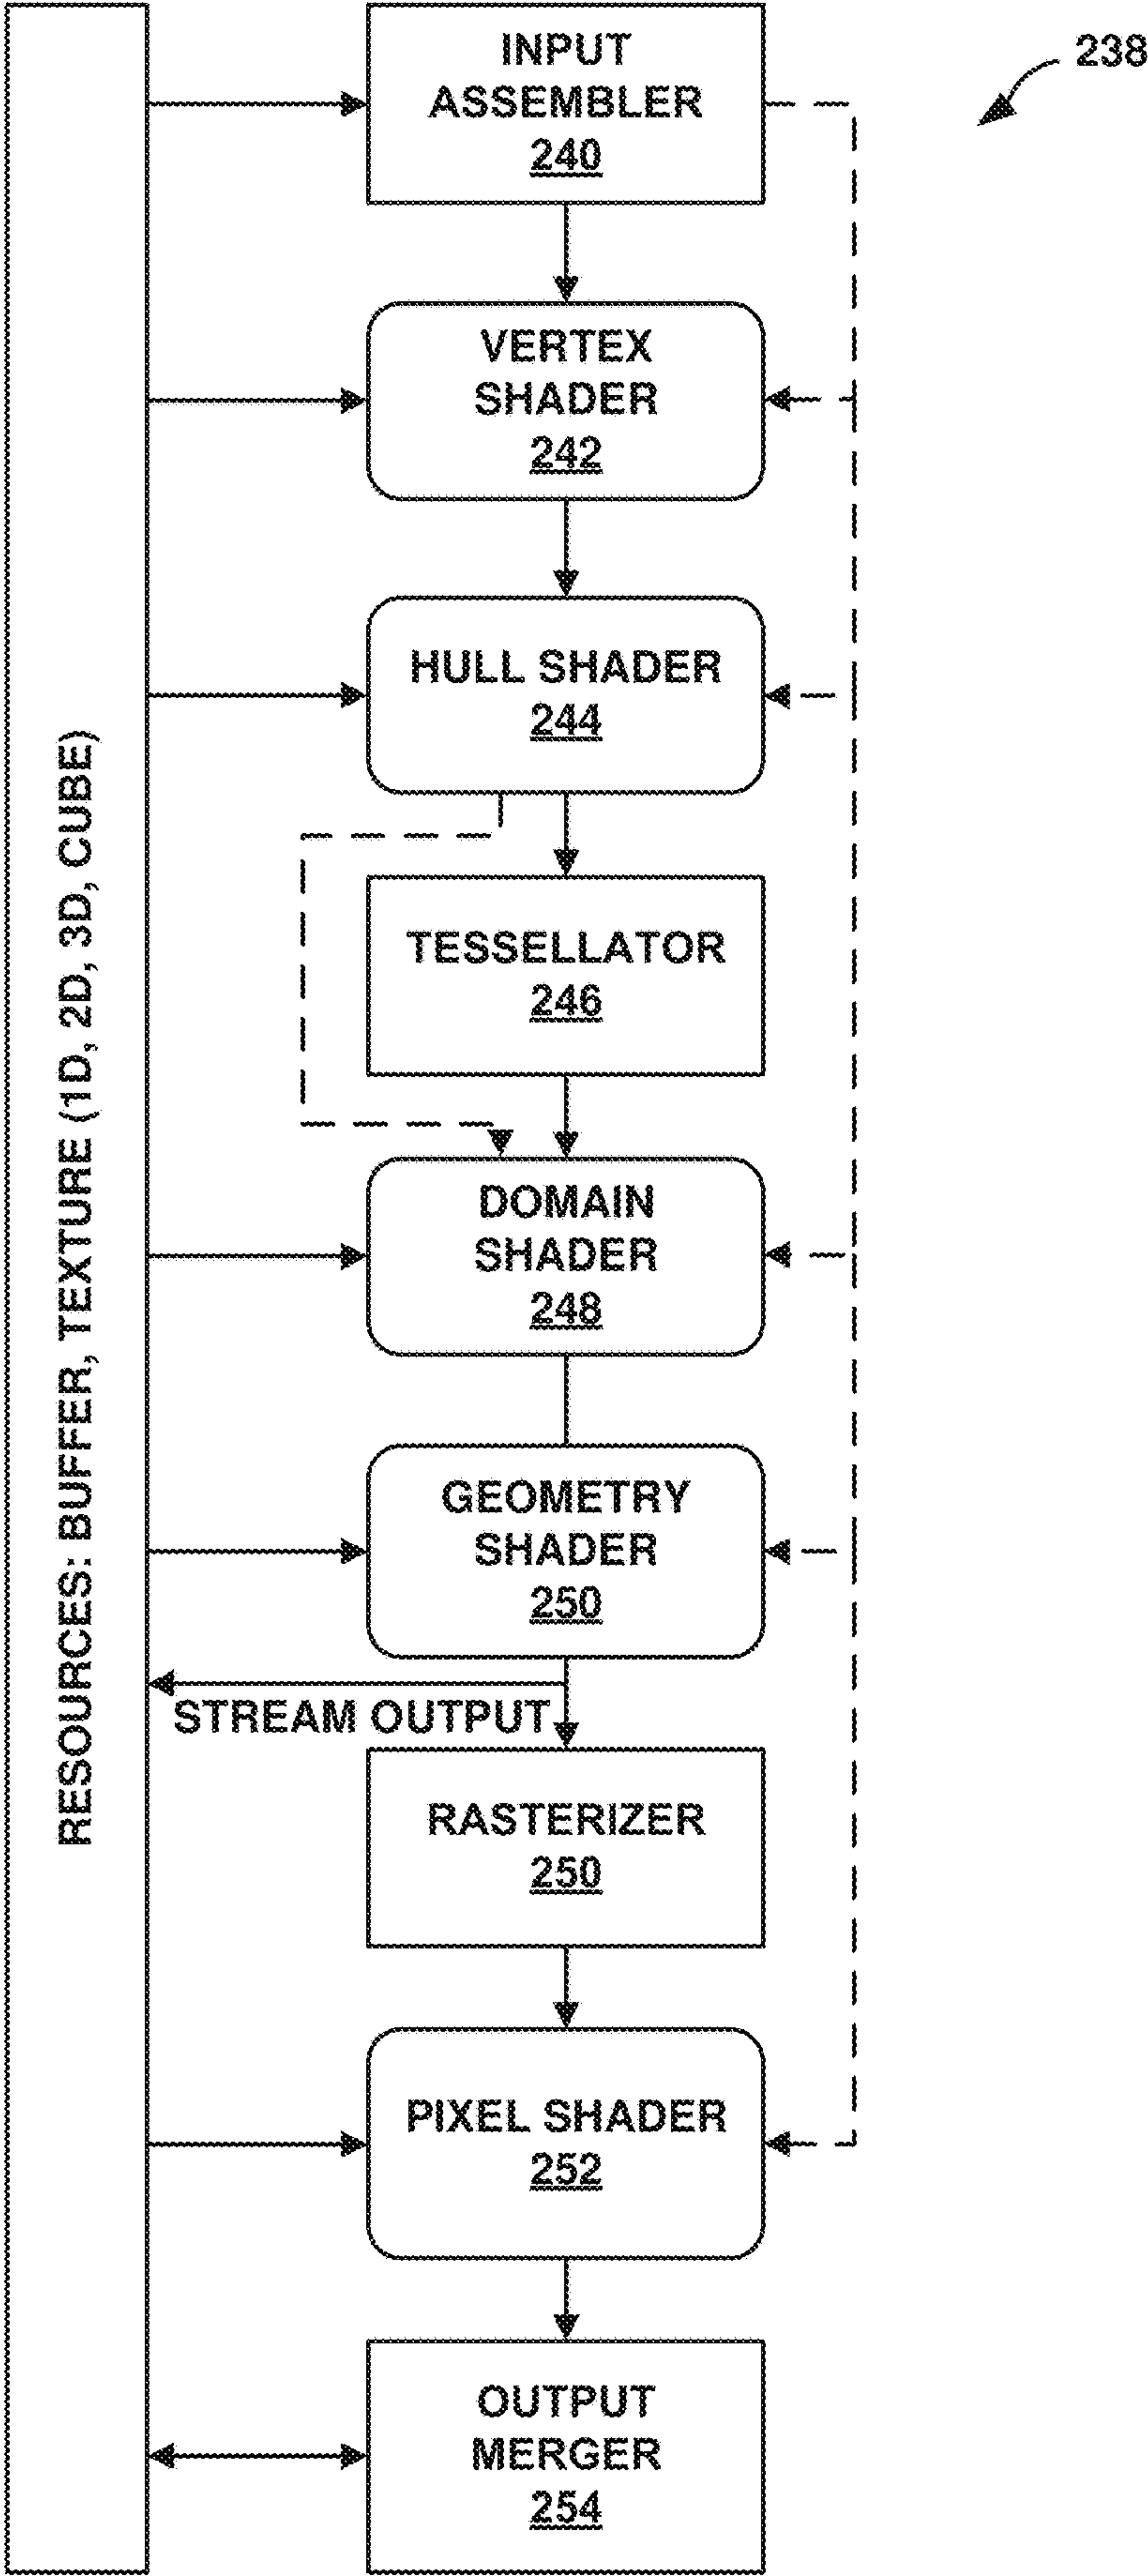 238
INPUT
ASSEMBLER
240
VERTEX
SHADER
242
HULL SHADER
244
TESSELLATOR
246
DOMAIN
SHADER
248
GEOMETRY
SHADER
250
STREAM OUTPUT
RASTERIZER
250
PIXEL SHADER
252
OUTPUT
MERGER
254
RESOURCES: BUFFER, TEXTURE (1D, 2D, 3D, CUBE)